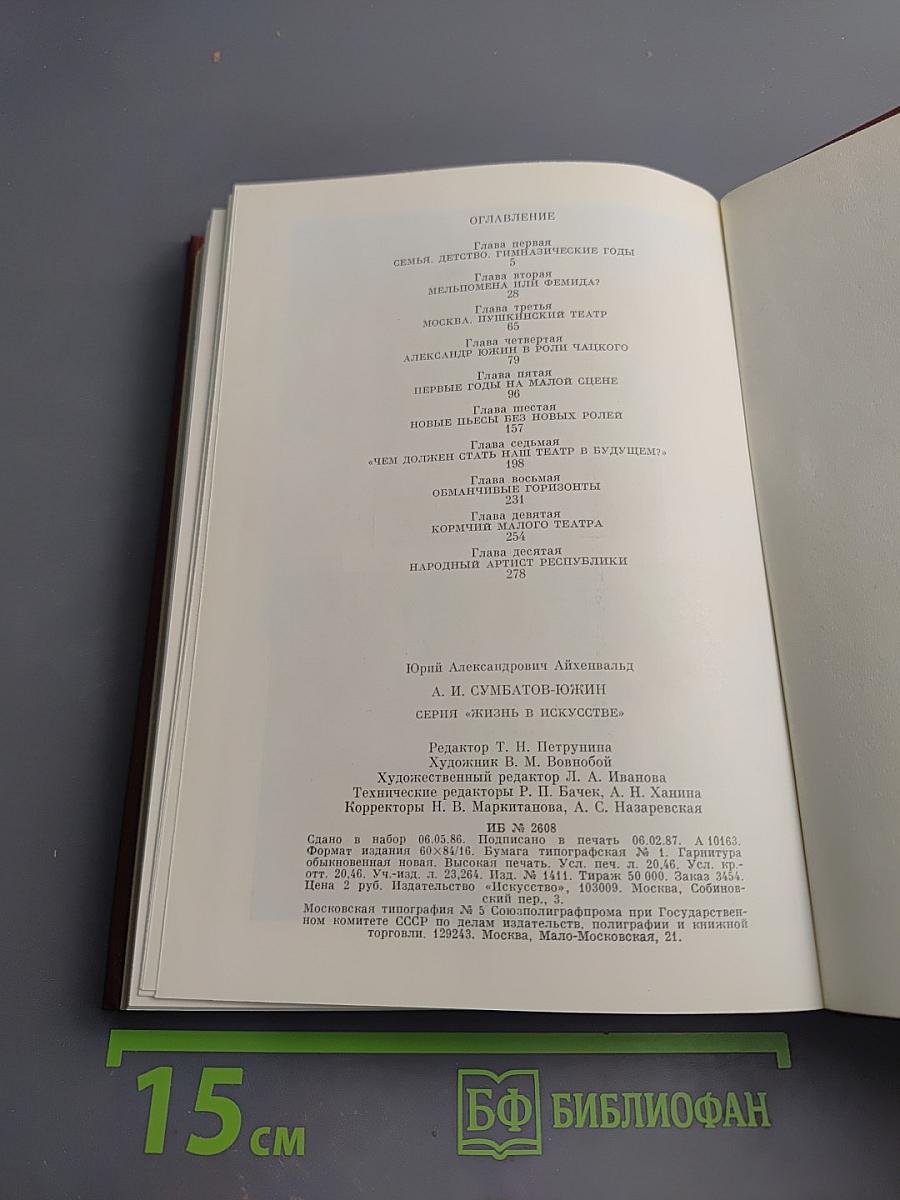 ОГЛАВЛЕНИЕ
Глава первая
СЕМЬЯ. ДЕТСТВО. ГИМНАЗИЧЕСКИЕ ГОДЫ
5
Глава вторая
МЕЛЬПОМЕНА ИЛИ ФЕМИДА?
28
Глава третья
МОСКВА. ПУШКИНСКИЙ ТЕАТР
65
Глава четвертая
АЛЕКСАНДР ЮЖИН В РОЛИ ЧАЦКОГО
79
Глава пятая
ПЕРВЫЕ ГОДЫ НА МАЛОЙ СЦЕНЕ
96
Глава шестая
НОВЫЕ ПЬЕСЫ БЕЗ НОВЫХ РОЛЕЙ
157
Глава седьмая
«ЧЕМ ДОЛЖЕН СТАТЬ НАШ ТЕАТР В БУДУЩЕМ?»
198
Глава восьмая
ОБМАНЧИВЫЕ ГОРИЗОНТЫ
231
Глава девятая
КОРМЧИЙ МАЛОГО ТЕАТРА
254
Глава десятая
НАРОДНЫЙ АРТИСТ РЕСПУБЛИКИ
278
Юрий Александрович Айхенвальд
А. И. СУМБАТОВ-ЮЖИН
СЕРИЯ «ЖИЗНЬ В ИСКУССТВЕ»
Редактор Т. Н. Петрунина
Художник В. М. Вовнобой
Художественный редактор Л. А. Иванова
Технические редакторы Р. П. Бачек, А. Н. Ханина
Корректоры Н. В. Маркитанова, А. С. Назаревская
ИБ № 2608
Сдано в набор 06.05.86. Подписано в печать 06.02.87. А 10163.
Формат издания 60×84/16. Бумага типографская № 1. Гарнитура
обыкновенная новая. Высокая печать. Усл. печ. л. 20,46. Усл. кр.-
отт. 20,46. Уч.-изд. л. 23,264. Изд. № 1411. Тираж 50 000. Заказ 3454.
Цена 2 руб. Издательство «Искусство», 103009. Москва, Собинов-
ский пер., 3.
Московская типография № 5 Союзполиграфпрома при Государствен-
ном комитете СССР по делам издательств, полиграфии и книжной
торговли. 129243. Москва, Мало-Московская, 21.
15 см
БФ БИБЛИОФАН